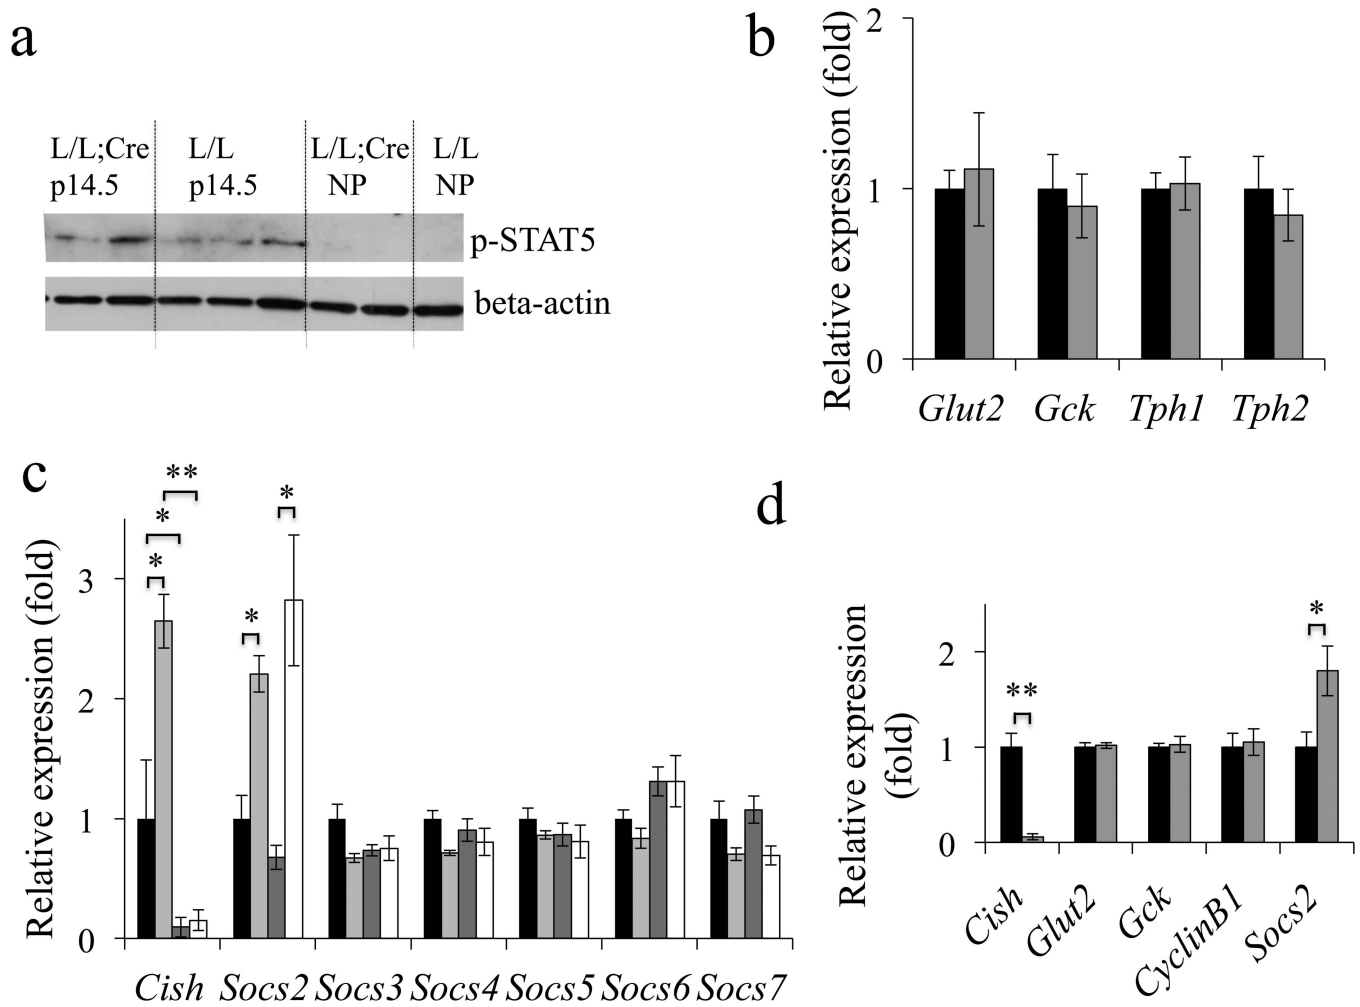 a
L/L;Cre L/L L/L;Cre L/L
p14.5 p14.5 NP NP
p-STAT5
beta-actin
b
Relative expression (fold)
2
1
0
Glut2 Gck Tph1 Tph2
c
Relative expression (fold)
3
2
1
0
** * * * *
Cish Socs2 Socs3 Socs4 Socs5 Socs6 Socs7
d
Relative expression
(fold)
2
1
0
** *
Cish Glut2 Gck CyclinB1 Socs2